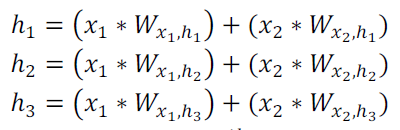 h₁ = (x₁ * W_{x₁,h₁}) + (x₂ * W_{x₂,h₁})
h₂ = (x₁ * W_{x₁,h₂}) + (x₂ * W_{x₂,h₂})
h₃ = (x₁ * W_{x₁,h₃}) + (x₂ * W_{x₂,h₃})